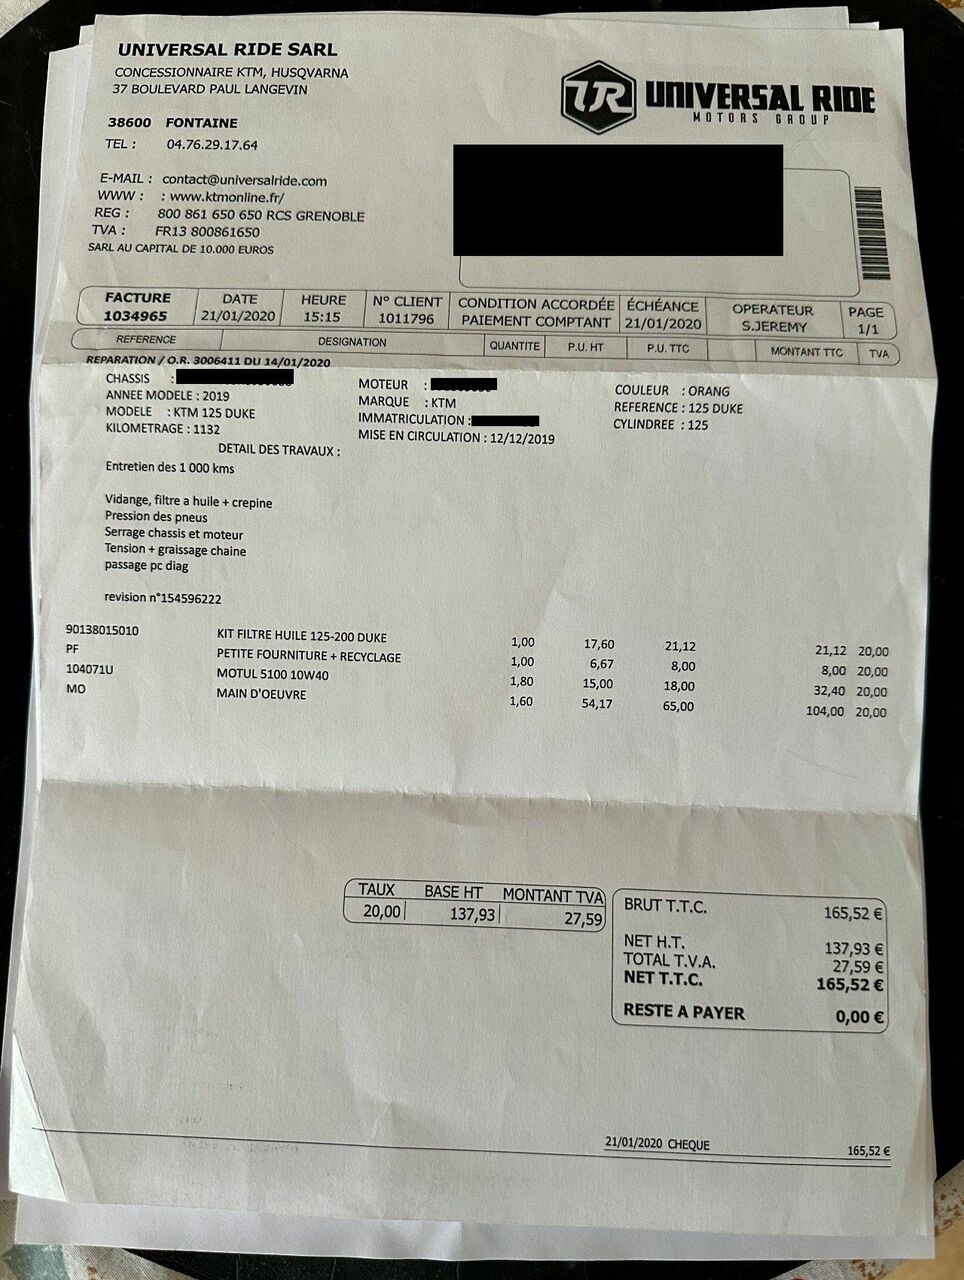 UNIVERSAL RIDE SARL
CONCESSIONNAIRE KTM, HUSQVARNA
37 BOULEVARD PAUL LANGEVIN
38600 FONTAINE
TEL : 04.76.29.17.64
E-MAIL : contact@universalride.com
WWW : : www.ktmonline.fr/
REG : 800 861 650 650 RCS GRENOBLE
TVA : FR13 800861650
SARL AU CAPITAL DE 10.000 EUROS
UR UNIVERSAL RIDE
MOTORS GROUP
FACTURE DATE HEURE N° CLIENT CONDITION ACCORDÉE ÉCHÉANCE OPERATEUR PAGE
1034965 21/01/2020 15:15 1011796 PAIEMENT COMPTANT 21/01/2020 S.JEREMY 1/1
REFERENCE DESIGNATION QUANTITE P.U. HT P.U. TTC MONTANT TTC TVA
REPARATION / O.R. 3006411 DU 14/01/2020
CHASSIS : MOTEUR : COULEUR : ORANG
ANNEE MODELE : 2019 MARQUE : KTM REFERENCE : 125 DUKE
MODELE : KTM 125 DUKE IMMATRICULATION : CYLINDREE : 125
KILOMETRAGE : 1132 MISE EN CIRCULATION : 12/12/2019
DETAIL DES TRAVAUX :
Entretien des 1 000 kms
Vidange, filtre a huile + crepine
Pression des pneus
Serrage chassis et moteur
Tension + graissage chaine
passage pc diag
revision n°154596222
90138015010 KIT FILTRE HUILE 125-200 DUKE 1,00 17,60 21,12 21,12 20,00
PF PETITE FOURNITURE + RECYCLAGE 1,00 6,67 8,00 8,00 20,00
104071U MOTUL 5100 10W40 1,80 15,00 18,00 32,40 20,00
MO MAIN D'OEUVRE 1,60 54,17 65,00 104,00 20,00
TAUX BASE HT MONTANT TVA
20,00 137,93 27,59
BRUT T.T.C. 165,52 €
NET H.T. 137,93 €
TOTAL T.V.A. 27,59 €
NET T.T.C. 165,52 €
RESTE A PAYER 0,00 €
21/01/2020 CHEQUE 165,52 €